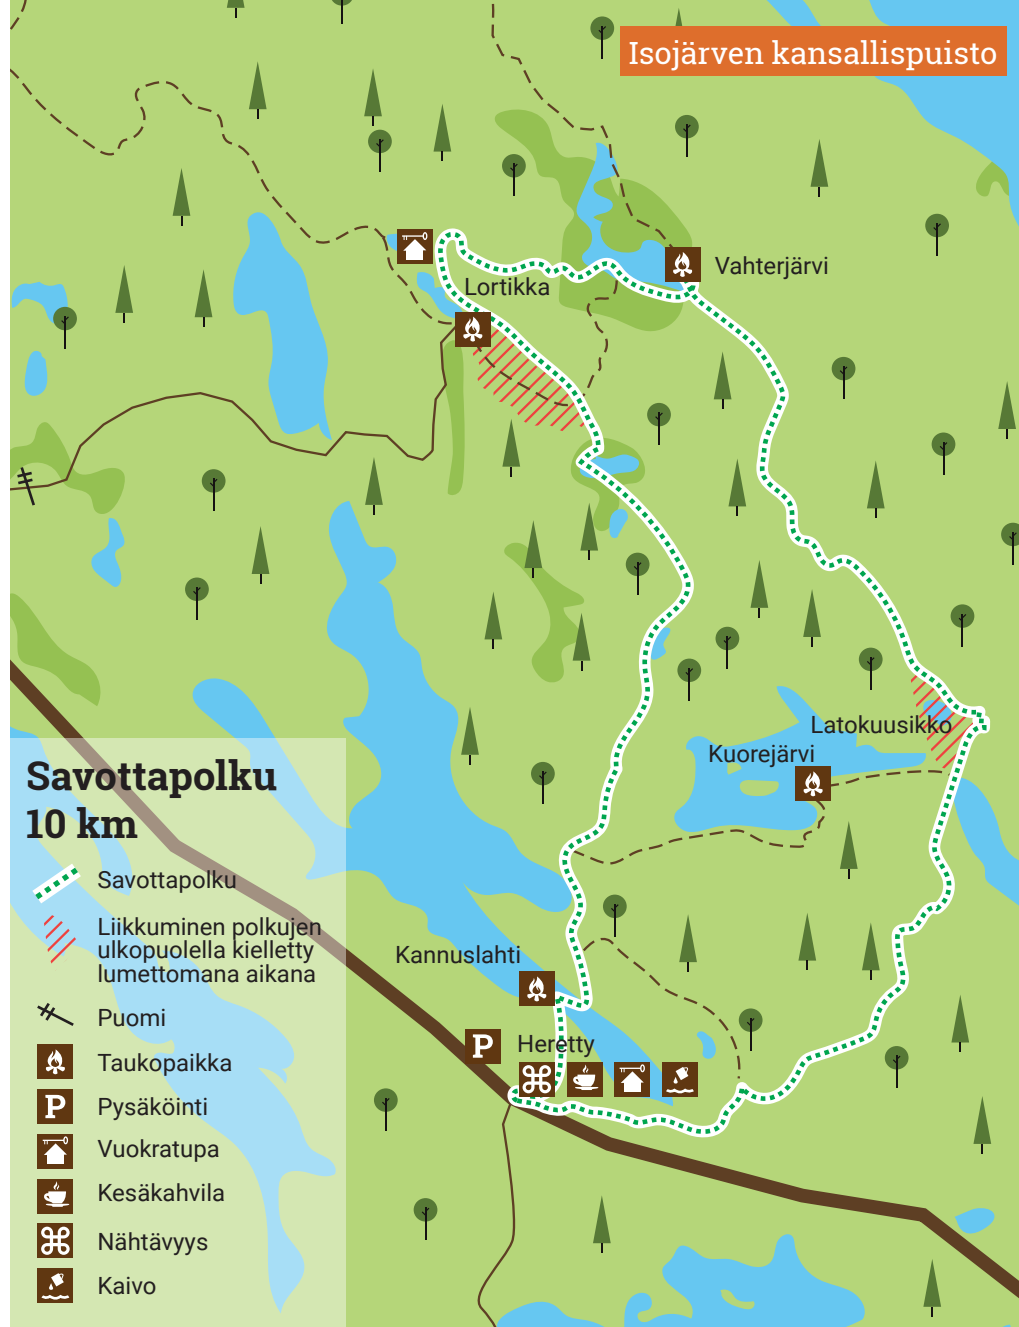 Isojärven kansallispuisto
Vahterjärvi
Lortikka
Latokuusikko
Kuorejärvi
Kannuslahti
P
Heretty
Savottapolku
10 km
Savottapolku
Liikkuminen polkujen
ulkopuolella kielletty
lumettomana aikana
Puomi
Taukopaikka
P Pysäköinti
Vuokratupa
Kesäkahvila
Nähtävyys
Kaivo